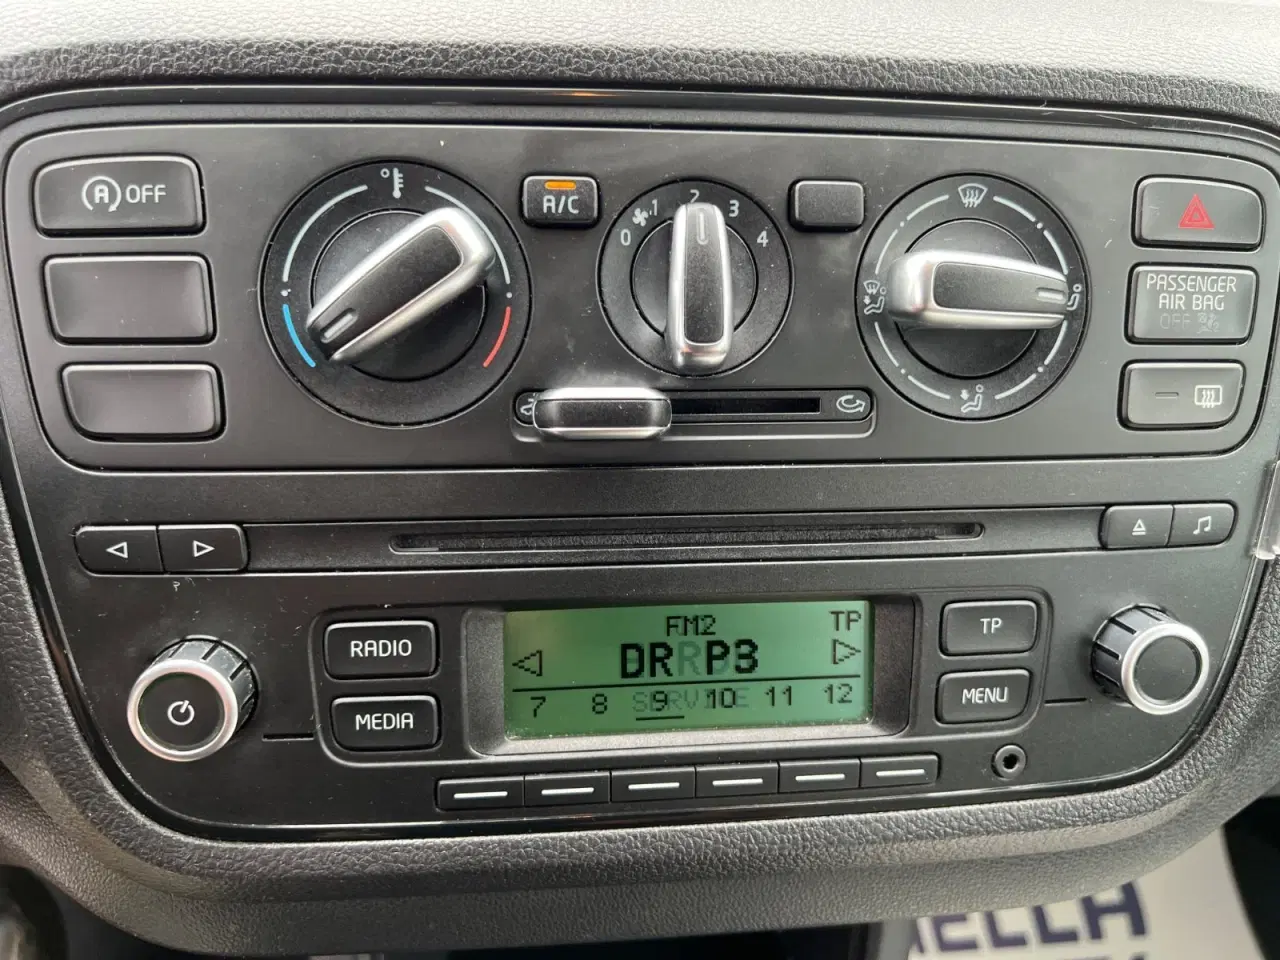 A OFF
A/C
0 1 2 3 4
PASSENGER
AIR BAG
OFF
RADIO
MEDIA
FM2
TP
DR P3
7 8 9 10 11 12
TP
MENU